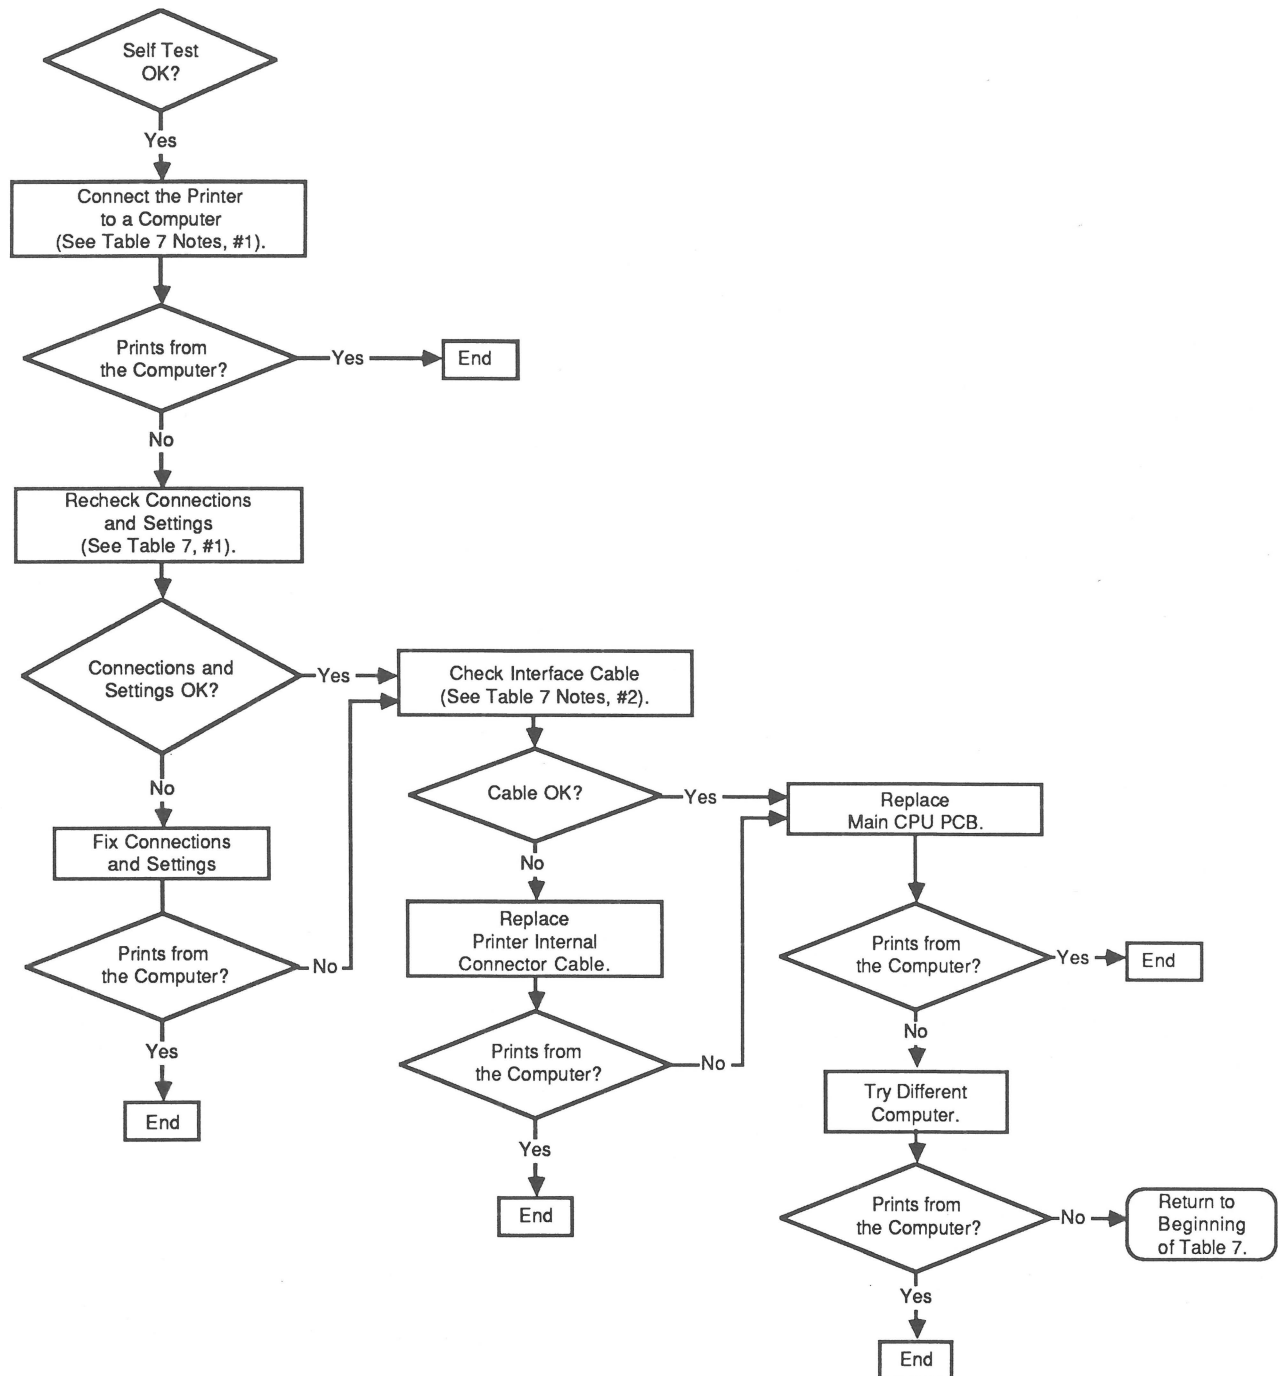 Self Test
OK?
Yes
Connect the Printer
to a Computer
(See Table 7 Notes, #1).
Prints from
the Computer?
Yes
End
No
Recheck Connections
and Settings
(See Table 7, #1).
Connections and
Settings OK?
Yes
No
Fix Connections
and Settings
Prints from
the Computer?
No
Yes
End
Check Interface Cable
(See Table 7 Notes, #2).
Cable OK?
Yes
No
Replace
Printer Internal
Connector Cable.
Prints from
the Computer?
No
Yes
End
Replace
Main CPU PCB.
Prints from
the Computer?
Yes
End
No
Try Different
Computer.
Prints from
the Computer?
No
Return to
Beginning
of Table 7.
Yes
End